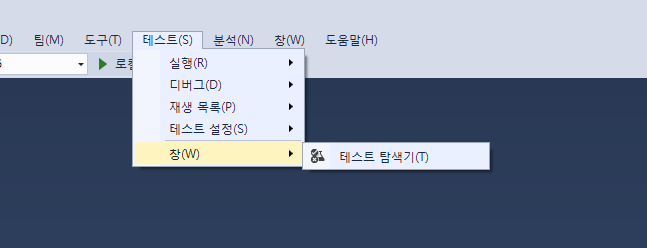 D) 팀(M) 도구(T) 테스트(S) 분석(N) 창(W) 도움말(H)
로컬
실행(R)
디버그(D)
재생 목록(P)
테스트 설정(S)
창(W)
테스트 탐색기(T)